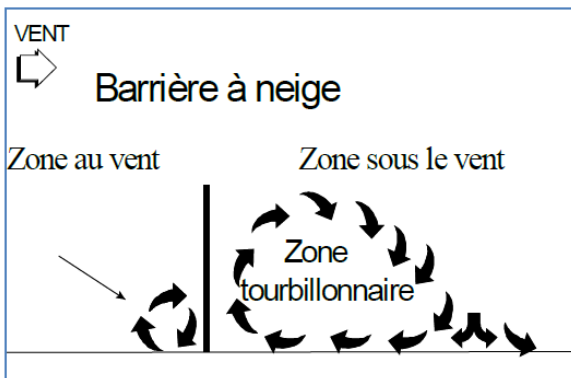 VENT
Barrière à neige
Zone au vent
Zone sous le vent
Zone
tourbillonnaire